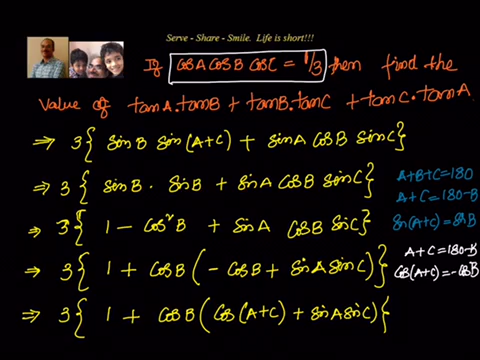 Serve - Share - Smile. Life is short!!!
If cosA cosB cosC = 1/3 then find the
value of tanA.tanB + tanB.tanC + tanC.tanA
⇒ 3{ sinB sin(A+C) + sinA cosB sinC}
⇒ 3{ sinB . sinB + sinA cosB sinC}
A+B+C=180
A+C=180-B
sin(A+C)=sinB
⇒ 3{ 1 - cos²B + sinA cosB sinC}
⇒ 3{ 1 + cosB(-cosB + sinA sinC)}
A+C=180-B
cos(A+C)=-cosB
⇒ 3{ 1 + cosB(cos(A+C) + sinA sinC){